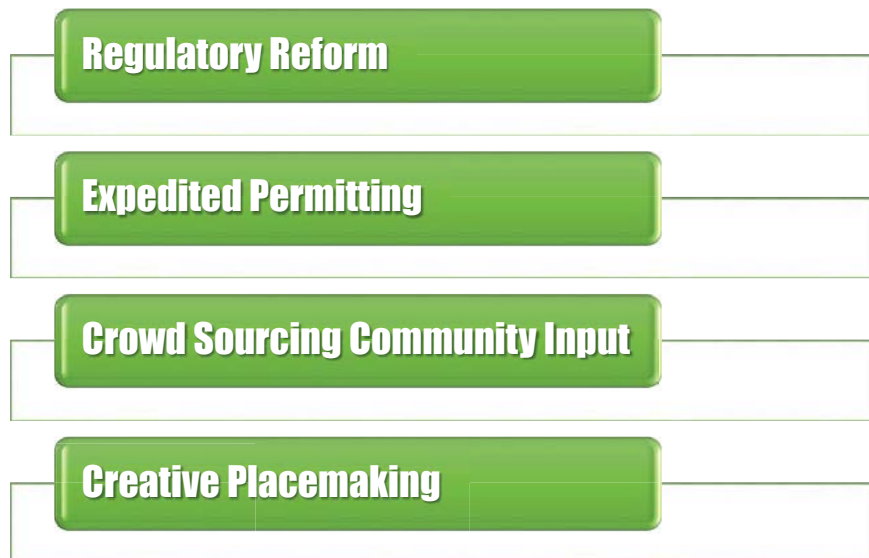 Regulatory Reform
Expedited Permitting
Crowd Sourcing Community Input
Creative Placemaking